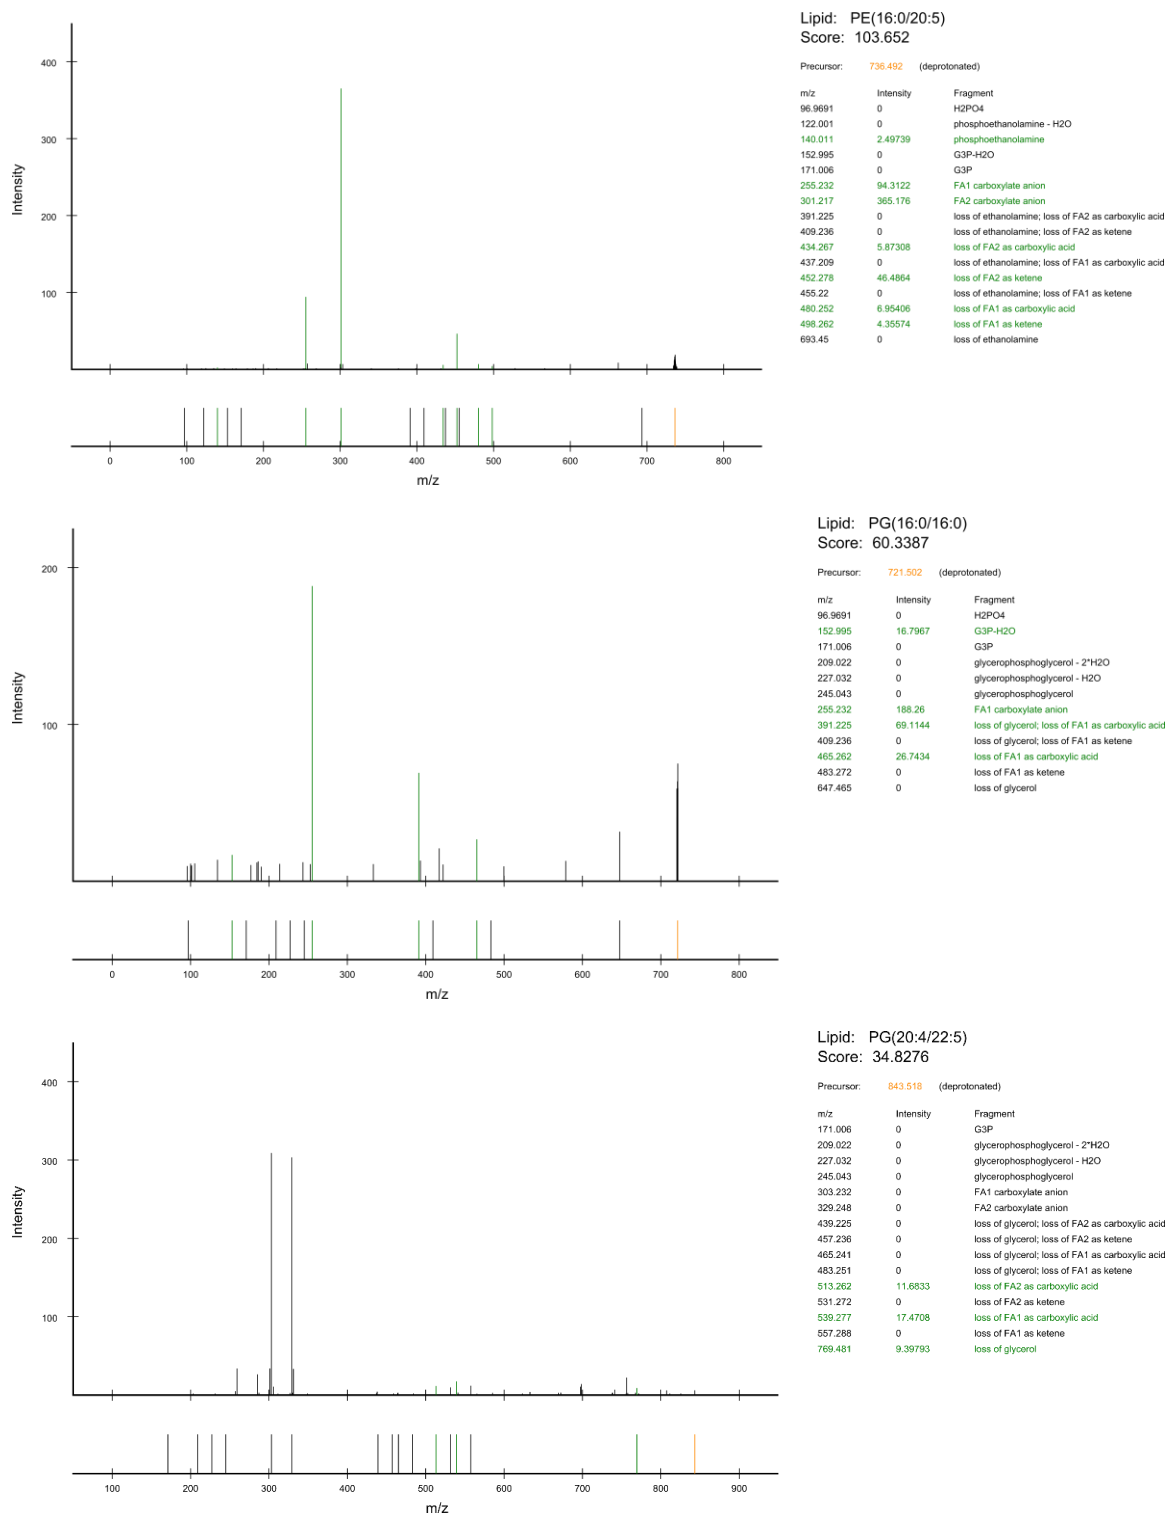 Lipid: PE(16:0/20:5)
Score: 103.652
Precursor: 736.492 (deprotonated)
m/z Intensity Fragment
96.9691 0 H2PO4
122.001 0 phosphoethanolamine - H2O
140.011 2.49739 phosphoethanolamine
152.995 0 G3P-H2O
171.006 0 G3P
255.232 94.3122 FA1 carboxylate anion
301.217 365.176 FA2 carboxylate anion
391.225 0 loss of ethanolamine; loss of FA2 as carboxylic acid
409.236 0 loss of ethanolamine; loss of FA2 as ketene
434.267 5.87308 loss of FA2 as carboxylic acid
437.209 0 loss of ethanolamine; loss of FA1 as carboxylic acid
452.278 46.4864 loss of FA2 as ketene
455.22 0 loss of ethanolamine; loss of FA1 as ketene
480.252 6.95406 loss of FA1 as carboxylic acid
498.262 4.35574 loss of FA1 as ketene
693.45 0 loss of ethanolamine
Intensity
400
300
200
100
0 100 200 300 400 500 600 700 800
m/z
Lipid: PG(16:0/16:0)
Score: 60.3387
Precursor: 721.502 (deprotonated)
m/z Intensity Fragment
96.9691 0 H2PO4
152.995 16.7967 G3P-H2O
171.006 0 G3P
209.022 0 glycerophosphoglycerol - 2*H2O
227.032 0 glycerophosphoglycerol - H2O
245.043 0 glycerophosphoglycerol
255.232 188.26 FA1 carboxylate anion
391.225 69.1144 loss of glycerol; loss of FA1 as carboxylic acid
409.236 0 loss of glycerol; loss of FA1 as ketene
465.262 26.7434 loss of FA1 as carboxylic acid
483.272 0 loss of FA1 as ketene
647.465 0 loss of glycerol
Intensity
200
100
0 100 200 300 400 500 600 700 800
m/z
Lipid: PG(20:4/22:5)
Score: 34.8276
Precursor: 843.518 (deprotonated)
m/z Intensity Fragment
171.006 0 G3P
209.022 0 glycerophosphoglycerol - 2*H2O
227.032 0 glycerophosphoglycerol - H2O
245.043 0 glycerophosphoglycerol
303.232 0 FA1 carboxylate anion
329.248 0 FA2 carboxylate anion
439.225 0 loss of glycerol; loss of FA2 as carboxylic acid
457.236 0 loss of glycerol; loss of FA2 as ketene
465.241 0 loss of glycerol; loss of FA1 as carboxylic acid
483.251 0 loss of glycerol; loss of FA1 as ketene
513.262 11.6833 loss of FA2 as carboxylic acid
531.272 0 loss of FA2 as ketene
539.277 17.4708 loss of FA1 as carboxylic acid
557.288 0 loss of FA1 as ketene
769.481 9.39793 loss of glycerol
Intensity
400
300
200
100
100 200 300 400 500 600 700 800 900
m/z